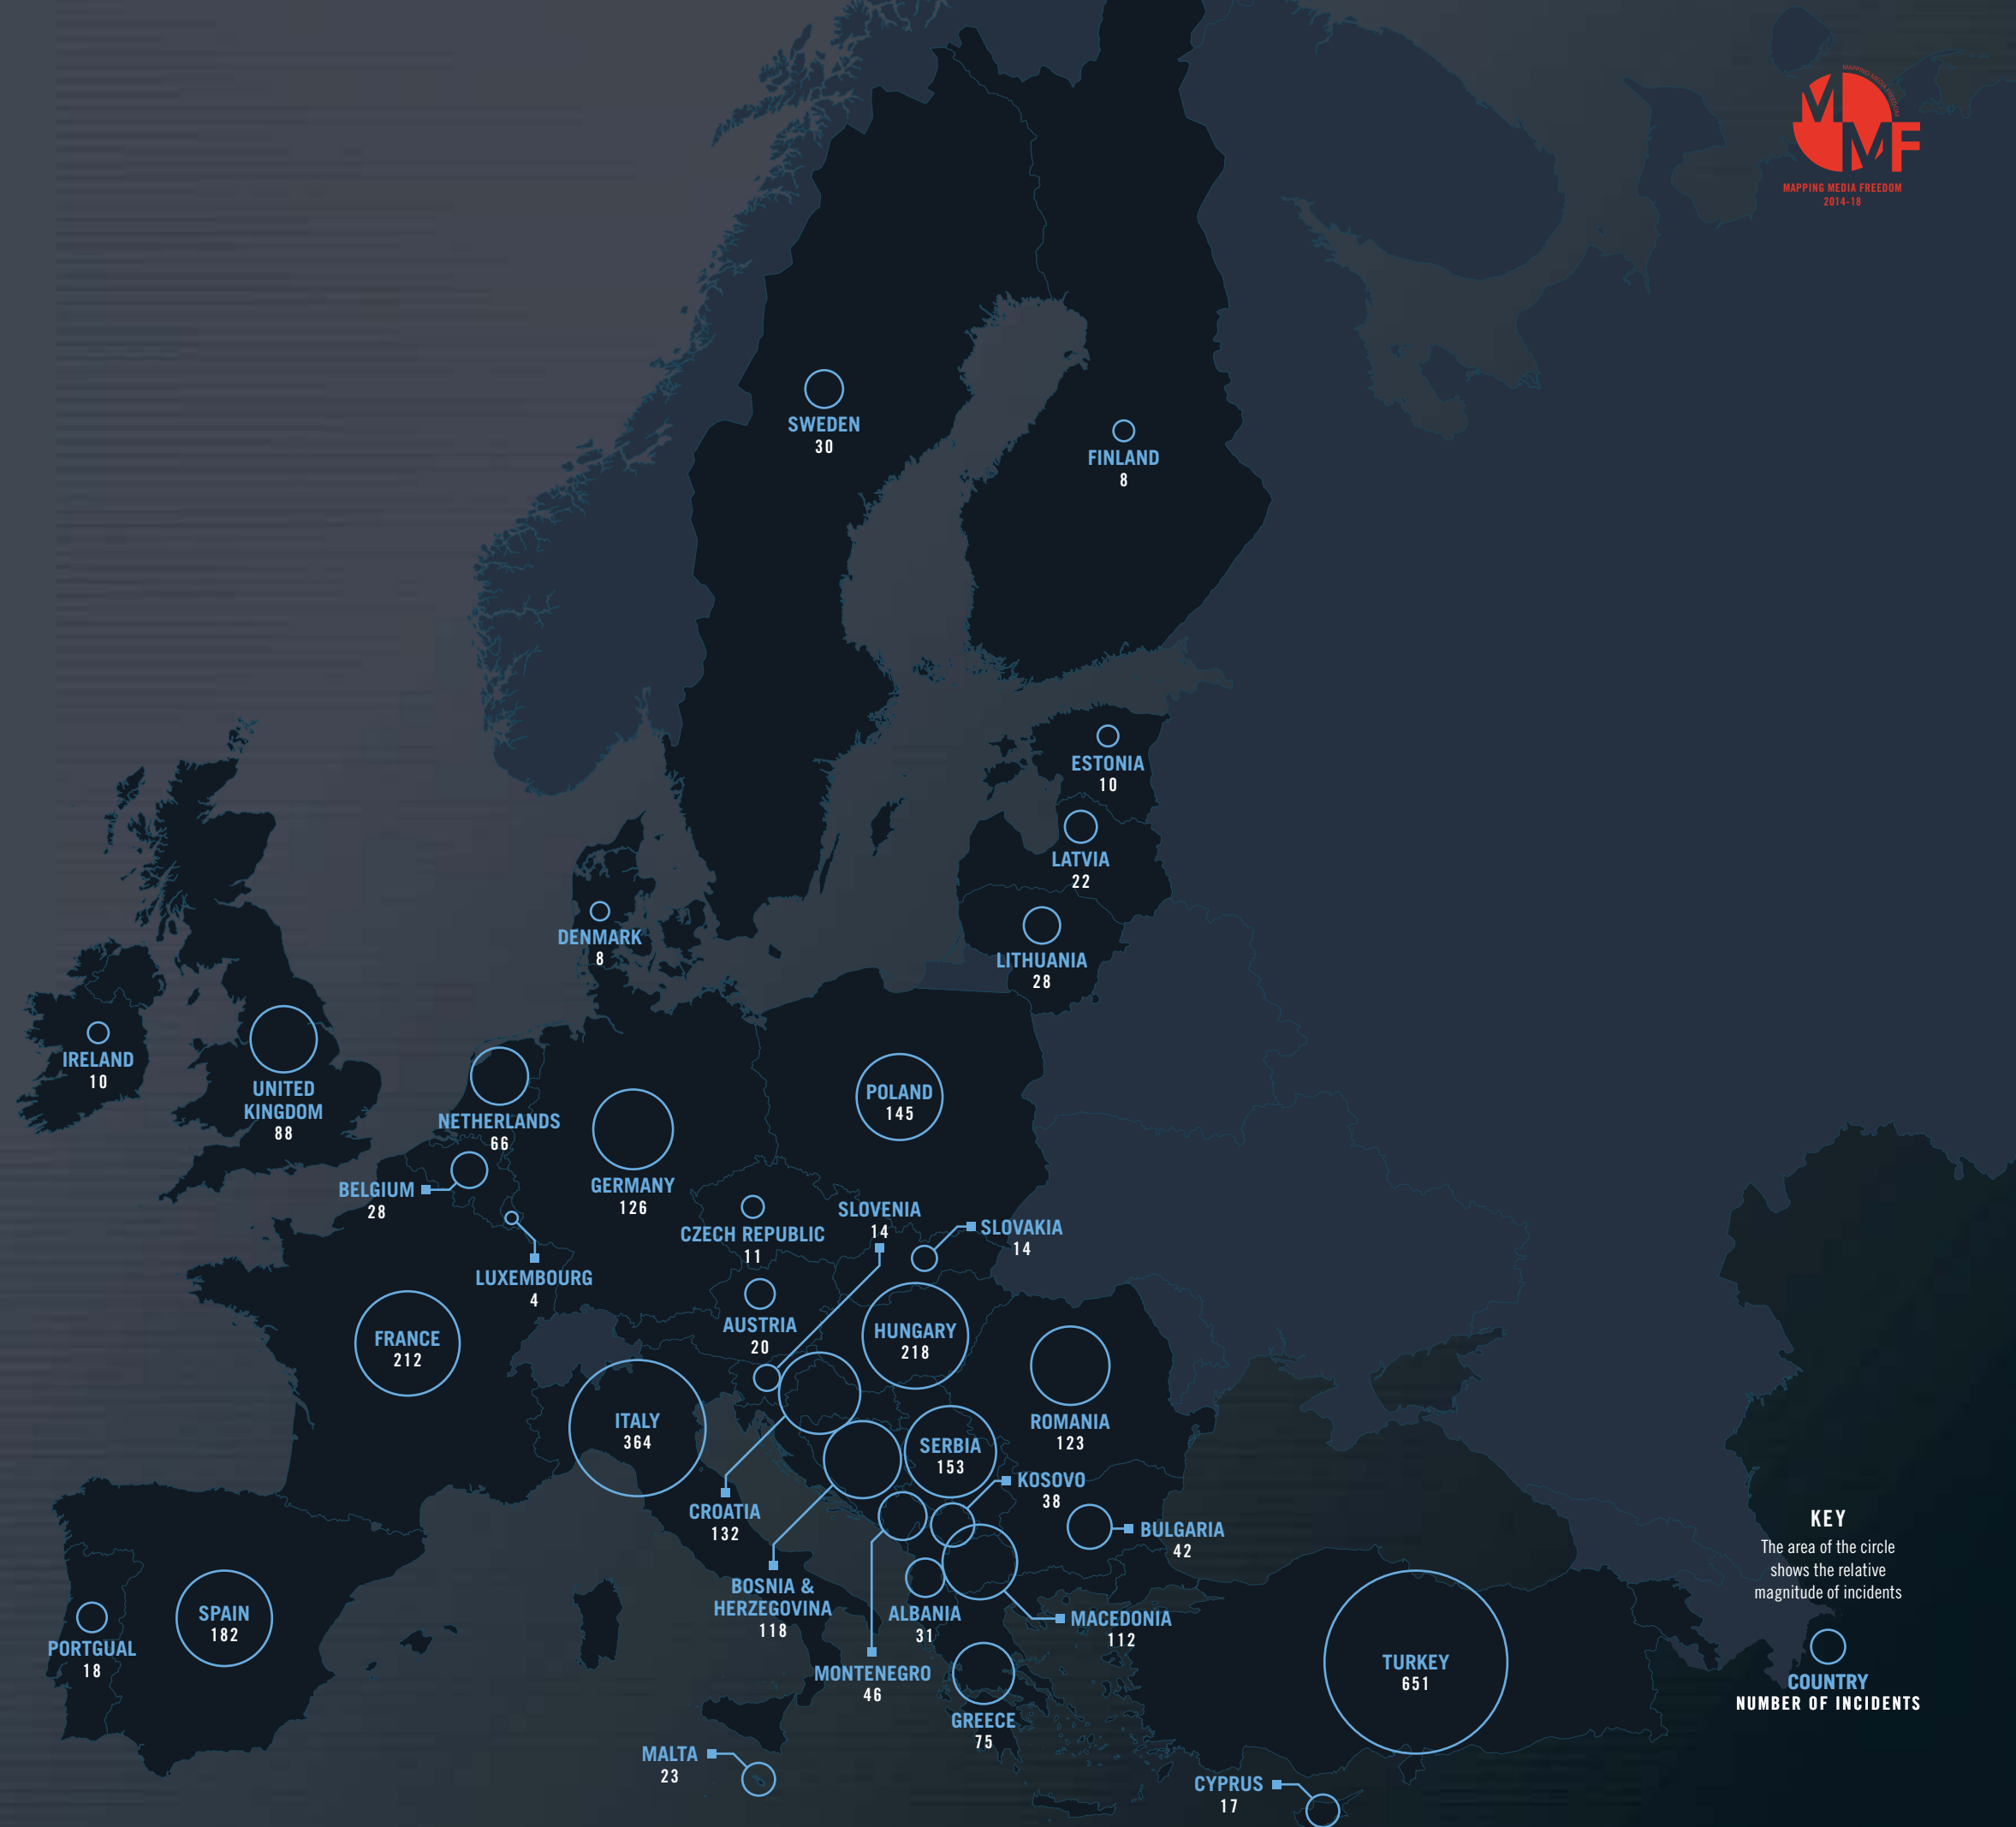 MAPPING MEDIA FREEDOM
MMF
MAPPING MEDIA FREEDOM
2014-18
SWEDEN
30
FINLAND
8
ESTONIA
10
LATVIA
22
LITHUANIA
28
DENMARK
8
IRELAND
10
UNITED
KINGDOM
88
NETHERLANDS
66
BELGIUM
28
LUXEMBOURG
4
GERMANY
126
POLAND
145
CZECH REPUBLIC
11
SLOVENIA
14
SLOVAKIA
14
AUSTRIA
20
HUNGARY
218
FRANCE
212
ITALY
364
ROMANIA
123
SERBIA
153
KOSOVO
38
CROATIA
132
BULGARIA
42
BOSNIA &
HERZEGOVINA
118
ALBANIA
31
MACEDONIA
112
MONTENEGRO
46
GREECE
75
SPAIN
182
PORTGUAL
18
MALTA
23
TURKEY
651
CYPRUS
17
KEY
The area of the circle
shows the relative
magnitude of incidents
COUNTRY
NUMBER OF INCIDENTS